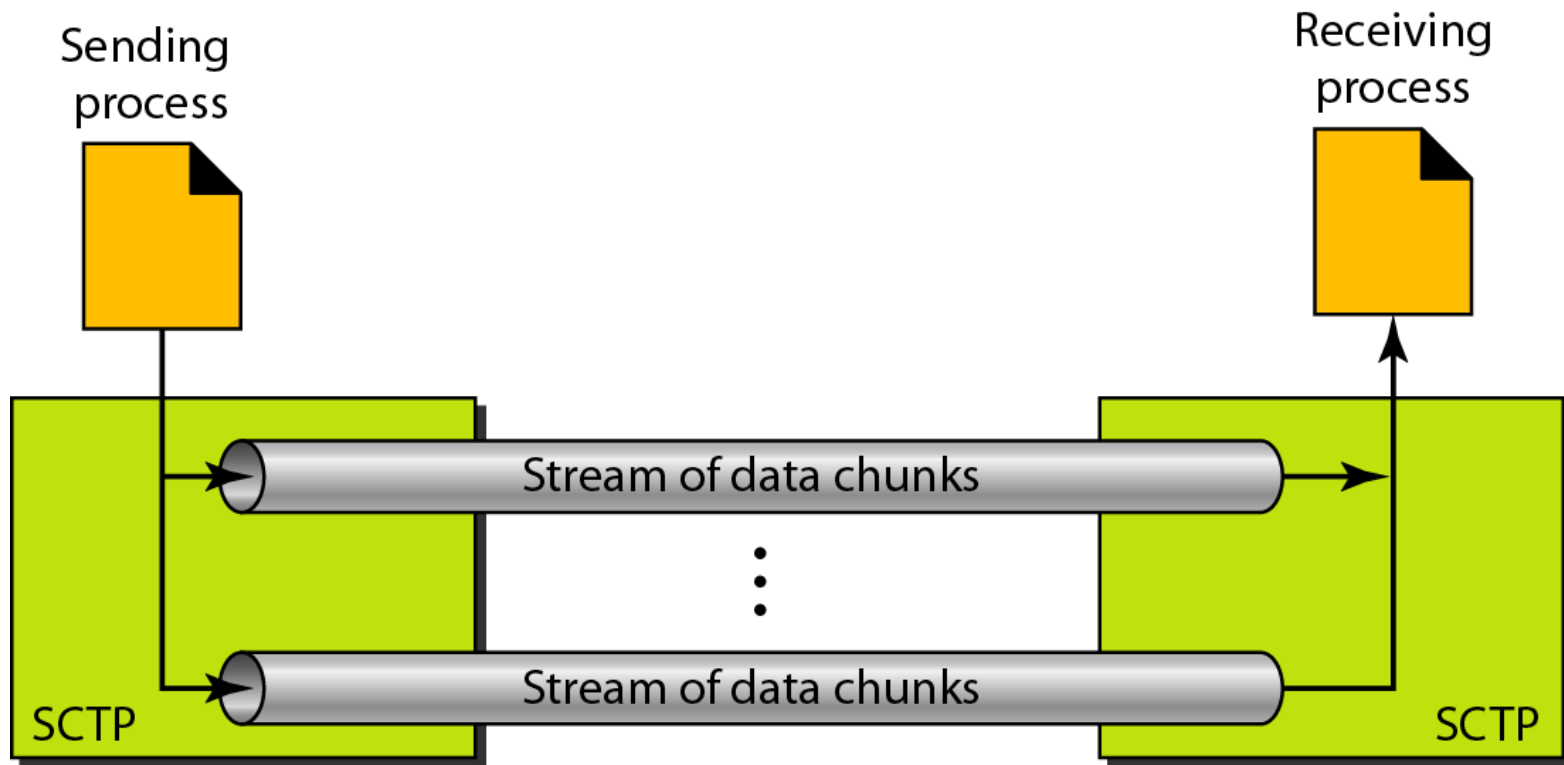 Sending
process
Receiving
process
Stream of data chunks
Stream of data chunks
SCTP
SCTP